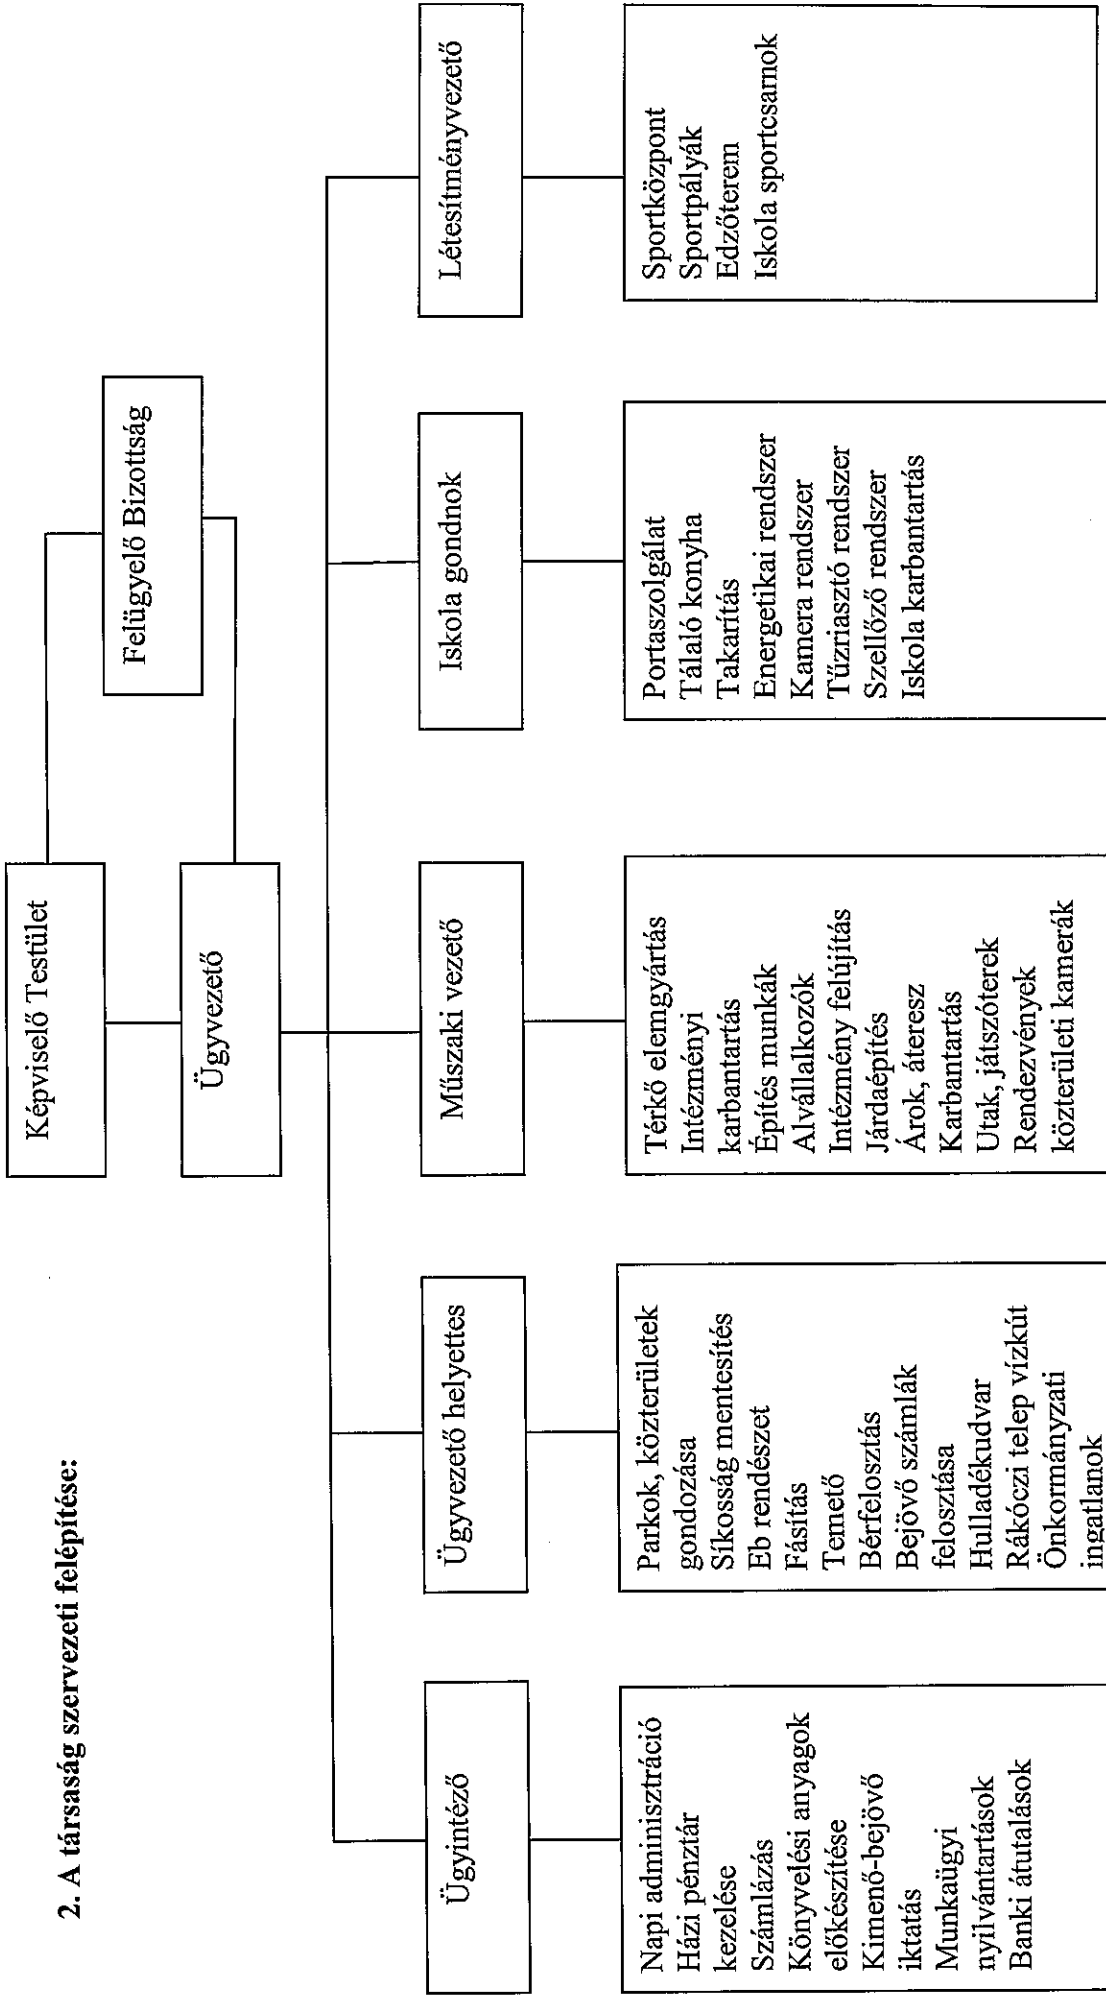 2. A társaság szervezeti felépítése:
Képviselő Testület
Felügyelő Bizottság
Ügyvezető
Ügyintéző
Ügyvezető helyettes
Műszaki vezető
Iskola gondnok
Létesítményvezető
Napi adminisztráció
Házi pénztár
kezelése
Számlázás
Könyvelési anyagok
előkészítése
Kimenő-bejövő
iktatás
Munkaügyi
nyilvántartások
Banki átutalások
Parkok, közterületek
gondozása
Síkosság mentesítés
Eb rendészet
Fásítás
Temető
Bérfelosztás
Bejövő számlák
felosztása
Hulladékudvar
Rákóczi telep vízkút
Önkormányzati
ingatlanok
Térkő elemgyártás
Intézményi
karbantartás
Építés munkák
Alvállalkozók
Intézmény felújítás
Járdaépítés
Árok, áteresz
Karbantartás
Utak, játszóterek
Rendezvények
közterületi kamerák
Portaszolgálat
Tálaló konyha
Takarítás
Energetikai rendszer
Kamera rendszer
Tűzriasztó rendszer
Szellőző rendszer
Iskola karbantartás
Sportközpont
Sportpályák
Edzőterem
Iskola sportcsarnok